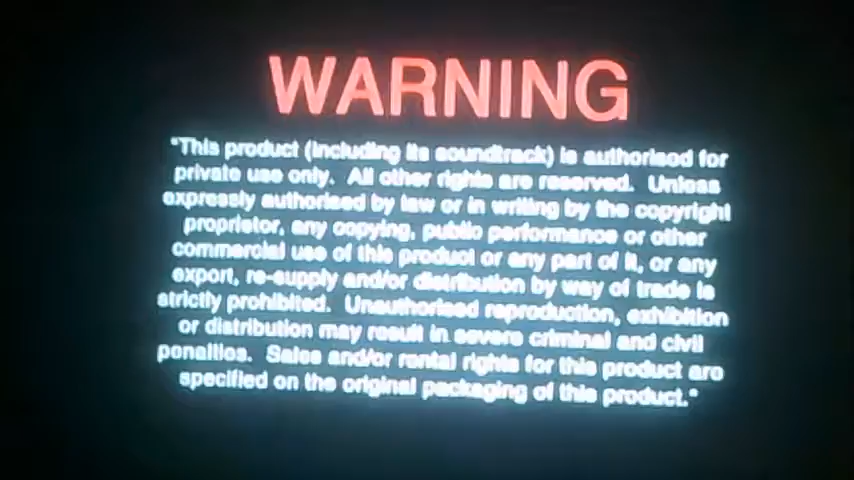 WARNING
"This product (including its soundtrack) is authorised for
private use only. All other rights are reserved. Unless
expressly authorised by law or in writing by the copyright
proprietor, any copying, public performance or other
commercial use of this product or any part of it, or any
export, re-supply and/or distribution by way of trade is
strictly prohibited. Unauthorised reproduction, exhibition
or distribution may result in severe criminal and civil
penalties. Sales and/or rental rights for this product are
specified on the original packaging of this product."